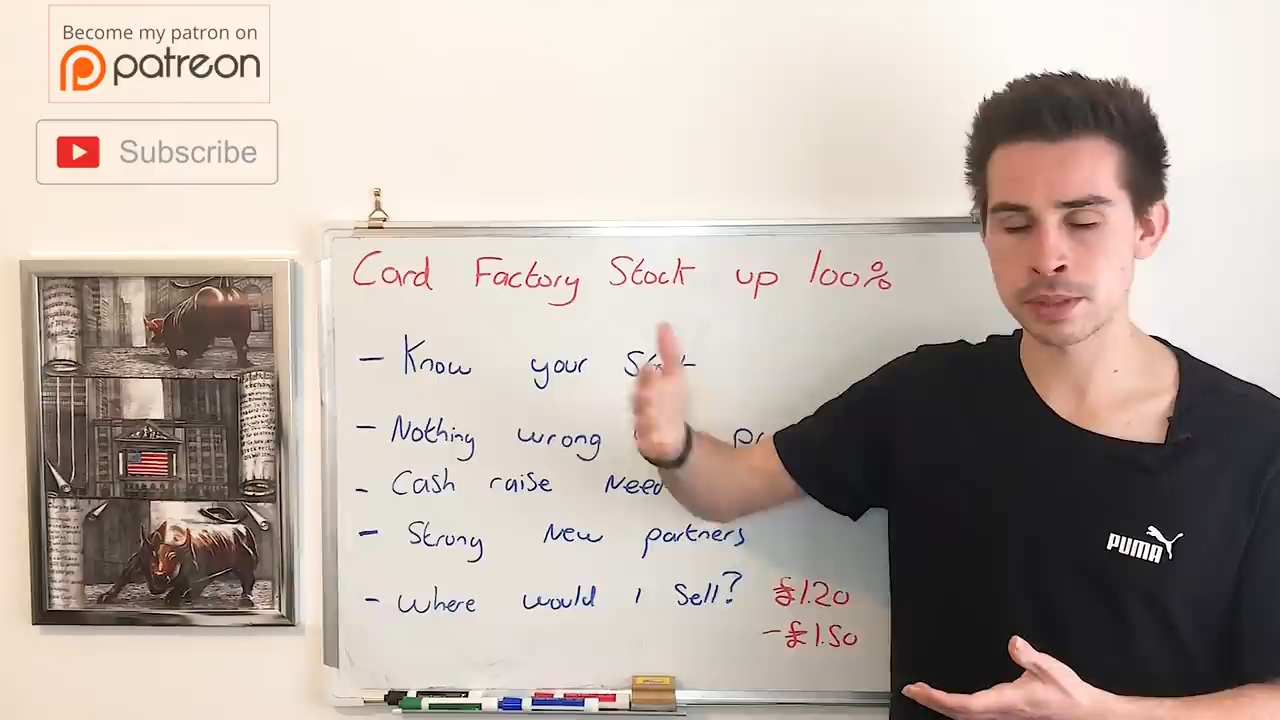 Become my patron on
patreon
Subscribe
Card Factory Stock up 100%
- Know your
- Nothing wrong
- Cash raise Need
- Strong New partners
- Where would I Sell? £1.20
- £1.50
PUMA